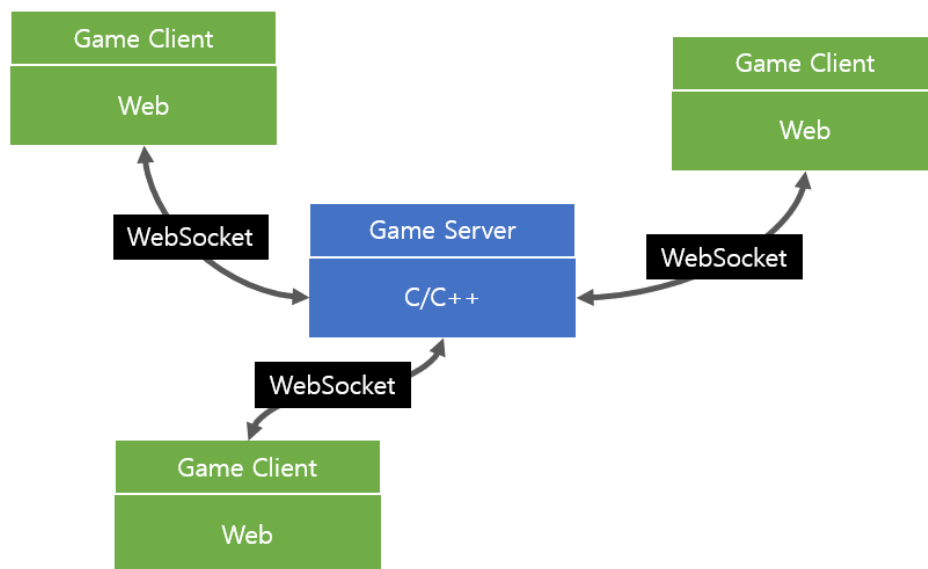 Game Client
Web
Game Client
Web
WebSocket
Game Server
WebSocket
C/C++
WebSocket
Game Client
Web